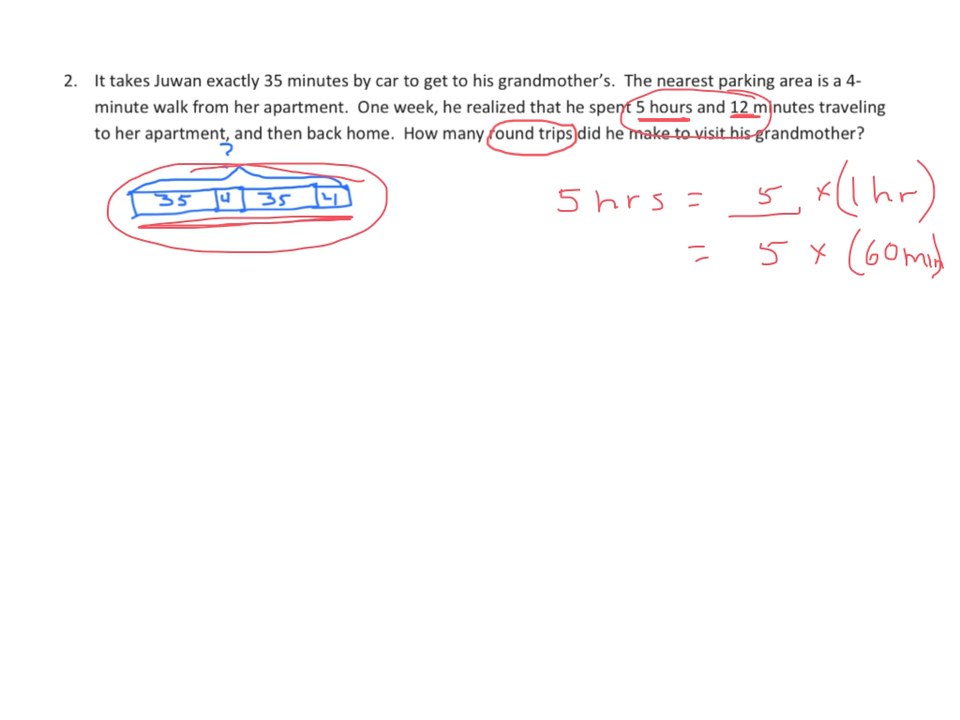 2. It takes Juwan exactly 35 minutes by car to get to his grandmother's. The nearest parking area is a 4-
minute walk from her apartment. One week, he realized that he spent 5 hours and 12 minutes traveling
to her apartment, and then back home. How many round trips did he make to visit his grandmother?
?
35 4 35 4
5 hrs = 5 x (1 hr)
= 5 x (60 min)